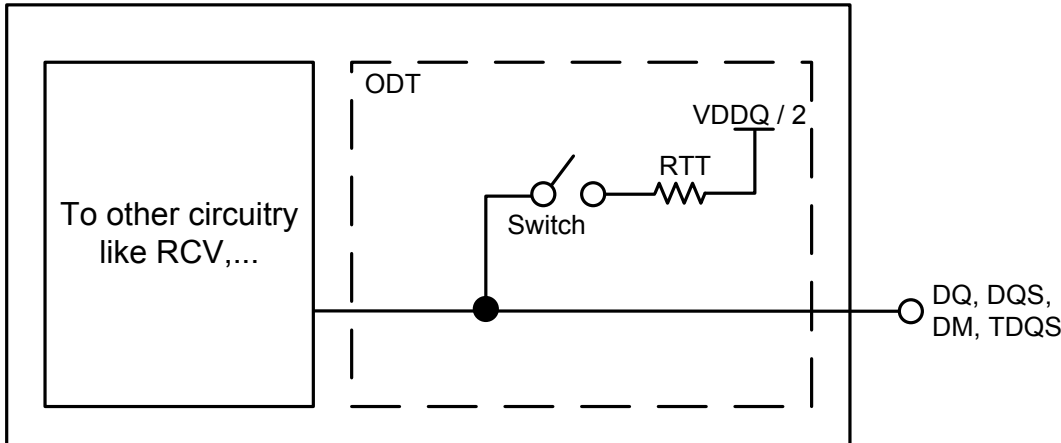 ODT
VDDQ / 2
RTT
Switch
To other circuitry
like RCV,...
DQ, DQS,
DM, TDQS